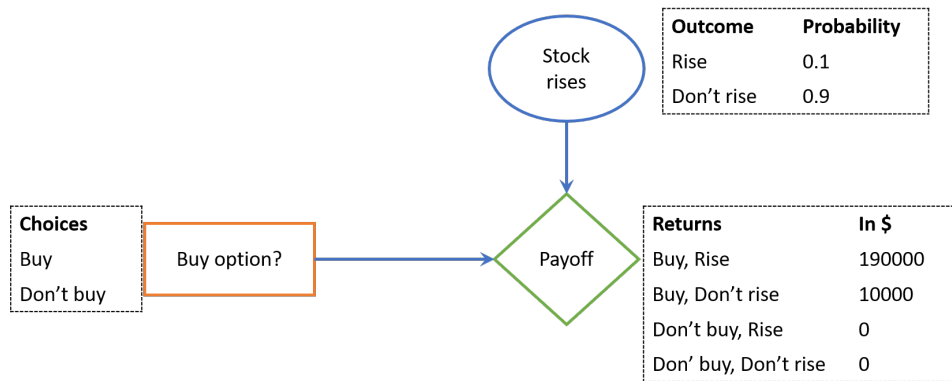 Stock
rises
Outcome Probability
Rise 0.1
Don’t rise 0.9
Choices
Buy
Don’t buy
Buy option?
Payoff
Returns In $
Buy, Rise 190000
Buy, Don’t rise 10000
Don’t buy, Rise 0
Don’ buy, Don’t rise 0